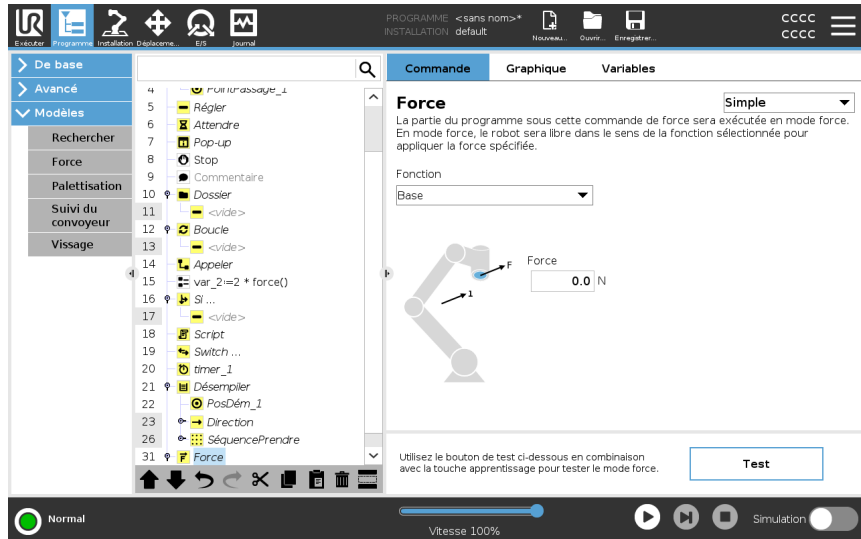 PROGRAMME <sans nom>*
INSTALLATION default
Exécuter
Programme
Installation
Déplaceme...
E/S
Journal
Nouveau...
Ouvrir...
Enregistrer...
cccc
cccc
De base
Avancé
Modèles
Rechercher
Force
Palettisation
Suivi du
convoyeur
Vissage
4 PointPassage_1
5 Régler
6 Attendre
7 Pop-up
8 Stop
9 Commentaire
10 Dossier
11 <vide>
12 Boucle
13 <vide>
14 Appeler
15 var_2:=2 * force()
16 Si ...
17 <vide>
18 Script
19 Switch ...
20 timer_1
21 Désempiler
22 PosDém_1
23 Direction
26 SéquencePrendre
31 Force
Commande
Graphique
Variables
Force
Simple
La partie du programme sous cette commande de force sera exécutée en mode force.
En mode force, le robot sera libre dans le sens de la fonction sélectionnée pour
appliquer la force spécifiée.
Fonction
Base
F
1
Force
0.0 N
Utilisez le bouton de test ci-dessous en combinaison
avec la touche apprentissage pour tester le mode force.
Test
Normal
Vitesse 100%
Simulation